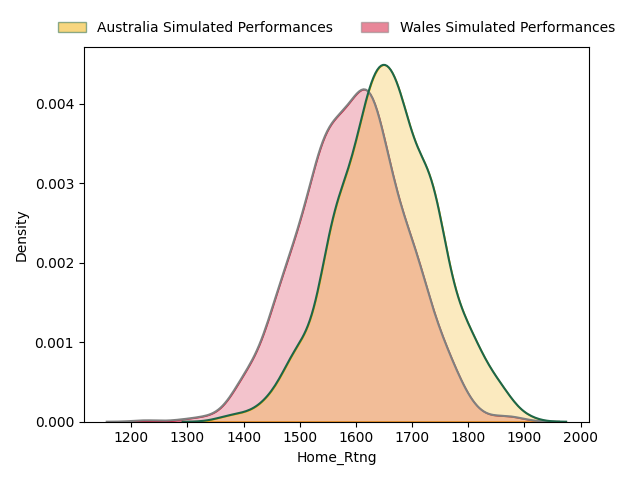 Australia Simulated Performances Wales Simulated Performances
0.004
0.003
0.002
0.001
0.000
Density
1200 1300 1400 1500 1600 1700 1800 1900 2000
Home_Rtng